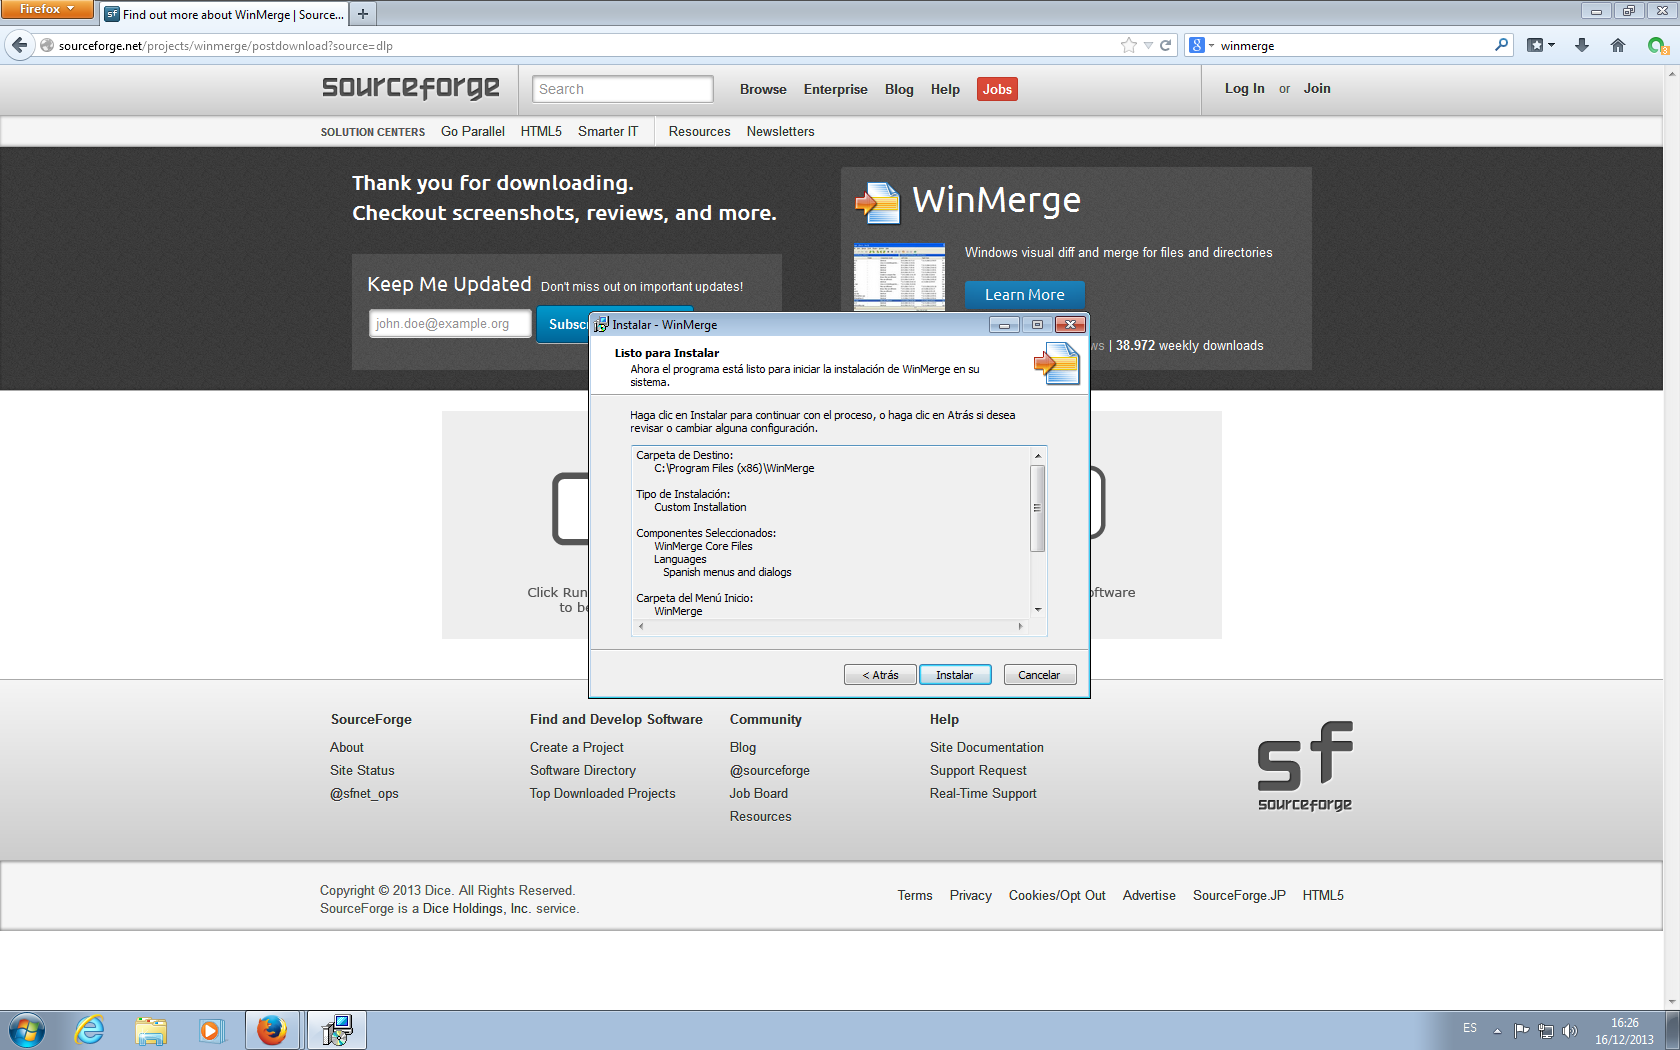 Firefox
Find out more about WinMerge | Source...
sourceforge.net/projects/winmerge/postdownload?source=dlp
winmerge
sourceforge
Search
Browse Enterprise Blog Help Jobs
Log In or Join
SOLUTION CENTERS Go Parallel HTML5 Smarter IT Resources Newsletters
Thank you for downloading.
Checkout screenshots, reviews, and more.
Keep Me Updated Don't miss out on important updates!
john.doe@example.org
Subsc
WinMerge
Windows visual diff and merge for files and directories
Learn More
ws | 38.972 weekly downloads
Instalar - WinMerge
Listo para Instalar
Ahora el programa está listo para iniciar la instalación de WinMerge en su
sistema.
Haga clic en Instalar para continuar con el proceso, o haga clic en Atrás si desea
revisar o cambiar alguna configuración.
Carpeta de Destino:
C:\Program Files (x86)\WinMerge
Tipo de Instalación:
Custom Installation
Componentes Seleccionados:
WinMerge Core Files
Languages
Spanish menus and dialogs
Carpeta del Menú Inicio:
WinMerge
< Atrás Instalar Cancelar
Click Run
to be
oftware
SourceForge
About
Site Status
@sfnet_ops
Find and Develop Software
Create a Project
Software Directory
Top Downloaded Projects
Community
Blog
@sourceforge
Job Board
Resources
Help
Site Documentation
Support Request
Real-Time Support
sf
sourceforge
Copyright © 2013 Dice. All Rights Reserved.
SourceForge is a Dice Holdings, Inc. service.
Terms Privacy Cookies/Opt Out Advertise SourceForge.JP HTML5
ES
16:26
16/12/2013